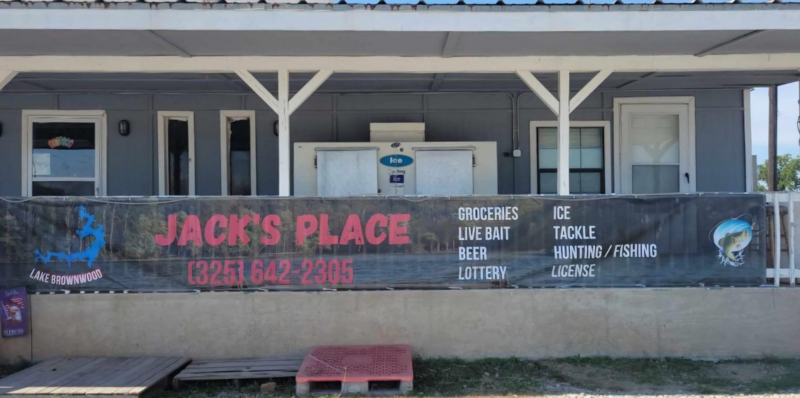 Ice
JACK'S PLACE
(325) 642-2305
LAKE BROWNWOOD
GROCERIES
LIVE BAIT
BEER
LOTTERY
ICE
TACKLE
HUNTING / FISHING
LICENSE